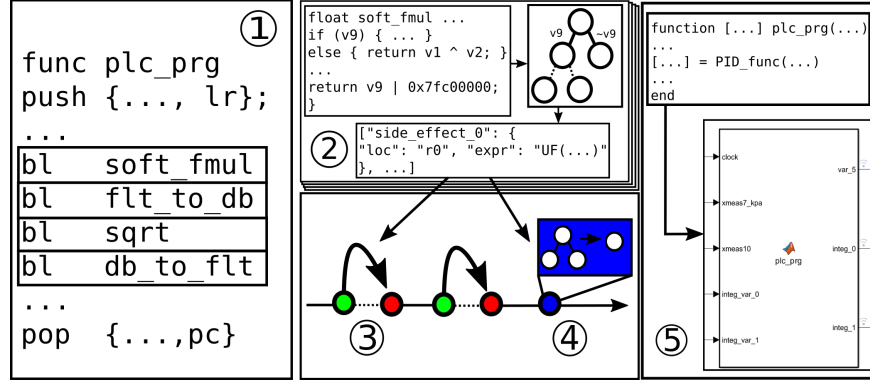 ①
func plc_prg
push {..., lr};
...
bl soft_fmul
bl flt_to_db
bl sqrt
bl db_to_flt
...
pop {...,pc}
float soft_fmul ...
if (v9) { ... }
else { return v1 ^ v2; }
...
return v9 | 0x7fc00000;
}
v9
~v9
②
["side_effect_0": {
"loc": "r0", "expr": "UF(...)"
}, ...]
③
④
function [...] plc_prg(...)
...
[...] = PID_func(...)
...
end
⑤
clock
xmeas7_kpa
xmeas10
integ_var_0
integ_var_1
plc_prg
var_5
integ_0
integ_1